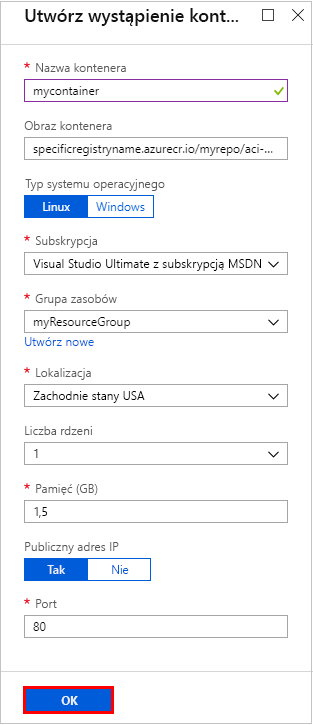 Utwórz wystąpienie kont...
* Nazwa kontenera
mycontainer
Obraz kontenera
specificregistryname.azurecr.io/myrepo/aci-...
Typ systemu operacyjnego
Linux Windows
* Subskrypcja
Visual Studio Ultimate z subskrypcją MSDN
* Grupa zasobów
myResourceGroup
Utwórz nowe
* Lokalizacja
Zachodnie stany USA
Liczba rdzeni
1
* Pamięć (GB)
1,5
Publiczny adres IP
Tak Nie
* Port
80
OK